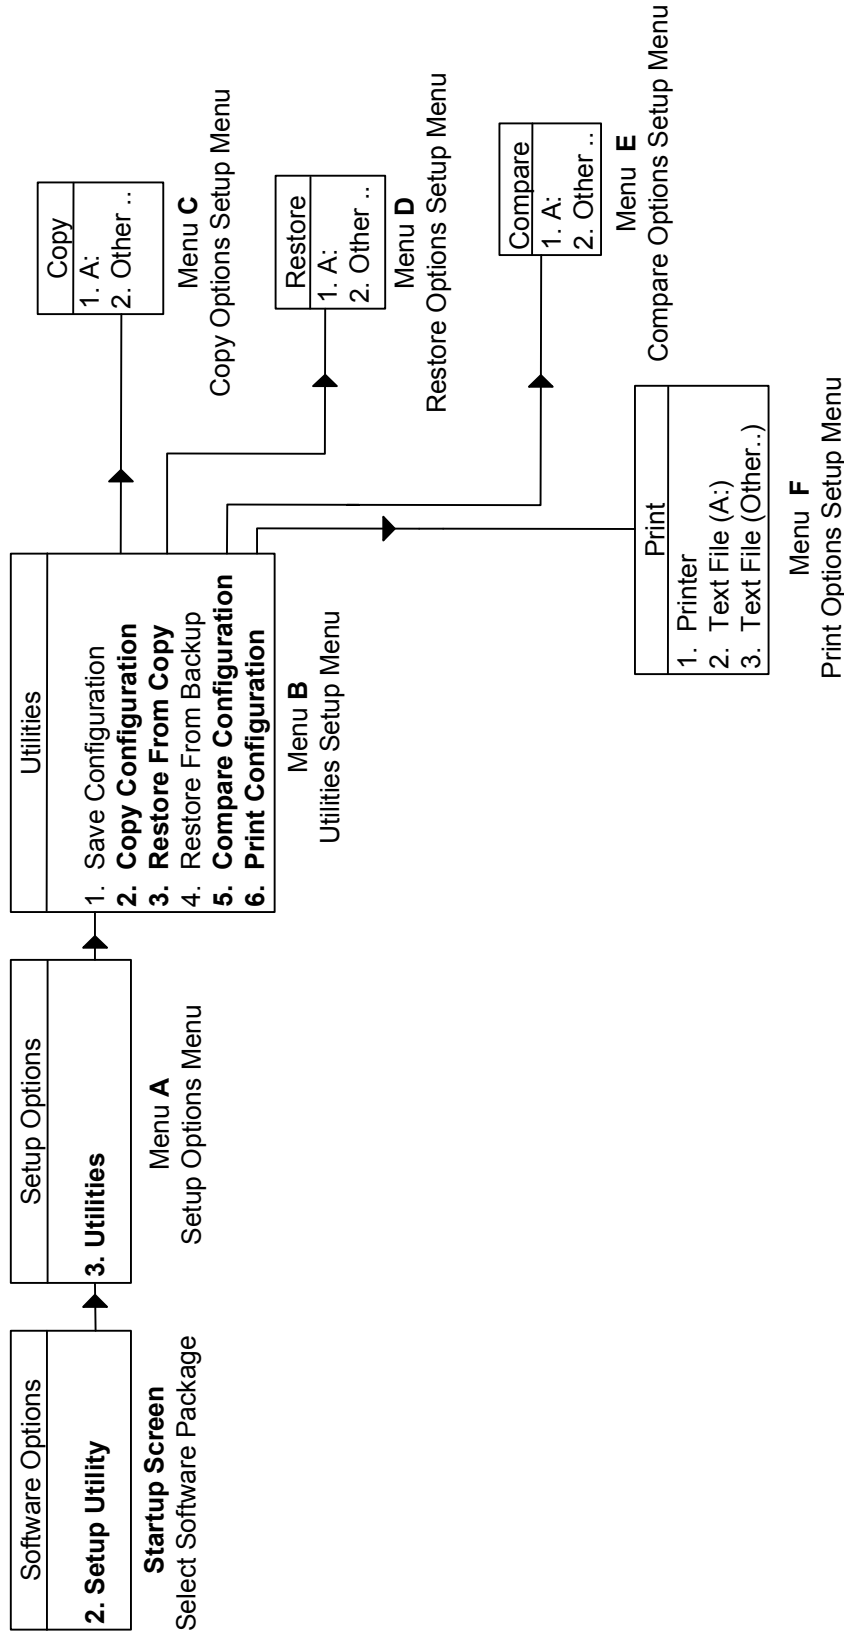 Software Options
2. Setup Utility
Startup Screen
Select Software Package
Setup Options
3. Utilities
Menu A
Setup Options Menu
Utilities
1. Save Configuration
2. Copy Configuration
3. Restore From Copy
4. Restore From Backup
5. Compare Configuration
6. Print Configuration
Menu B
Utilities Setup Menu
Copy
1. A:
2. Other ..
Menu C
Copy Options Setup Menu
Restore
1. A:
2. Other ..
Menu D
Restore Options Setup Menu
Compare
1. A:
2. Other ..
Menu E
Compare Options Setup Menu
Print
1. Printer
2. Text File (A:)
3. Text File (Other..)
Menu F
Print Options Setup Menu